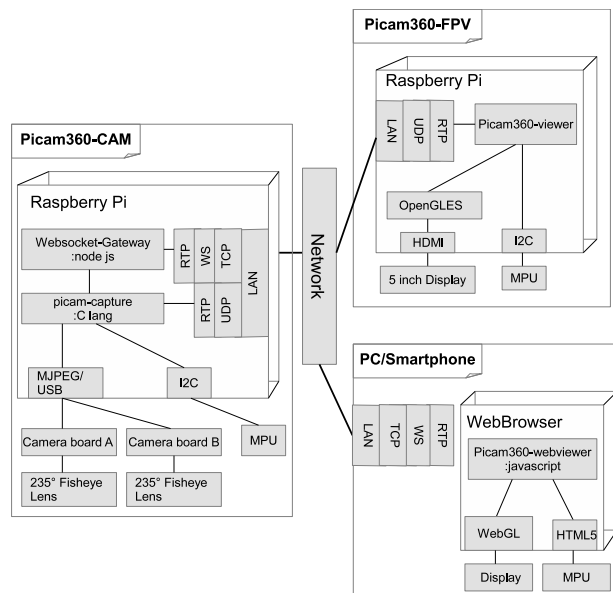 Picam360-CAM
Raspberry Pi
Websocket-Gateway
:node js
picam-capture
:C lang
RTP
WS
TCP
RTP
UDP
LAN
MJPEG/
USB
I2C
Camera board A
Camera board B
MPU
235° Fisheye
Lens
235° Fisheye
Lens
Network
Picam360-FPV
Raspberry Pi
LAN
UDP
RTP
Picam360-viewer
OpenGLES
HDMI
I2C
5 inch Display
MPU
PC/Smartphone
LAN
TCP
WS
RTP
WebBrowser
Picam360-webviewer
:javascript
WebGL
HTML5
Display
MPU